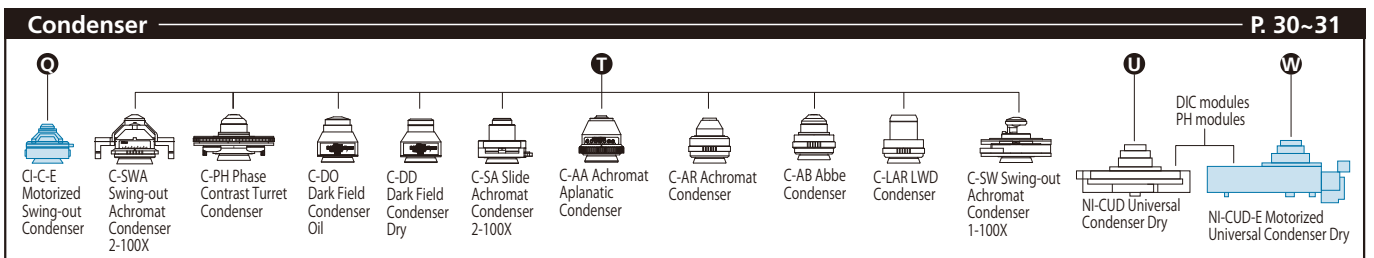 Condenser P. 30~31
Q T U W
DIC modules
PH modules
CI-C-E
Motorized
Swing-out
Condenser
C-SWA
Swing-out
Achromat
Condenser
2-100X
C-PH Phase
Contrast Turret
Condenser
C-DO
Dark Field
Condenser
Oil
C-DD
Dark Field
Condenser
Dry
C-SA Slide
Achromat
Condenser
2-100X
C-AA Achromat
Aplanatic
Condenser
C-AR Achromat
Condenser
C-AB Abbe
Condenser
C-LAR LWD
Condenser
C-SW Swing-out
Achromat
Condenser
1-100X
NI-CUD Universal
Condenser Dry
NI-CUD-E Motorized
Universal Condenser Dry